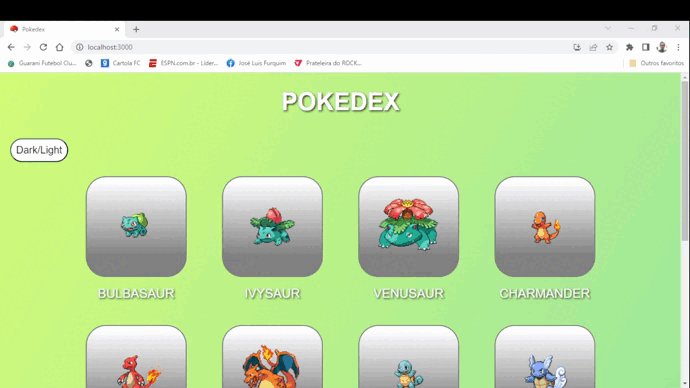 Pokedex
localhost:3000
Guarani Futebol Clu...
Cartola FC
ESPN.com.br - Líder...
José Luis Furquim
Prateleira do ROCK...
Outros favoritos
POKEDEX
Dark/Light
BULBASAUR
IVYSAUR
VENUSAUR
CHARMANDER